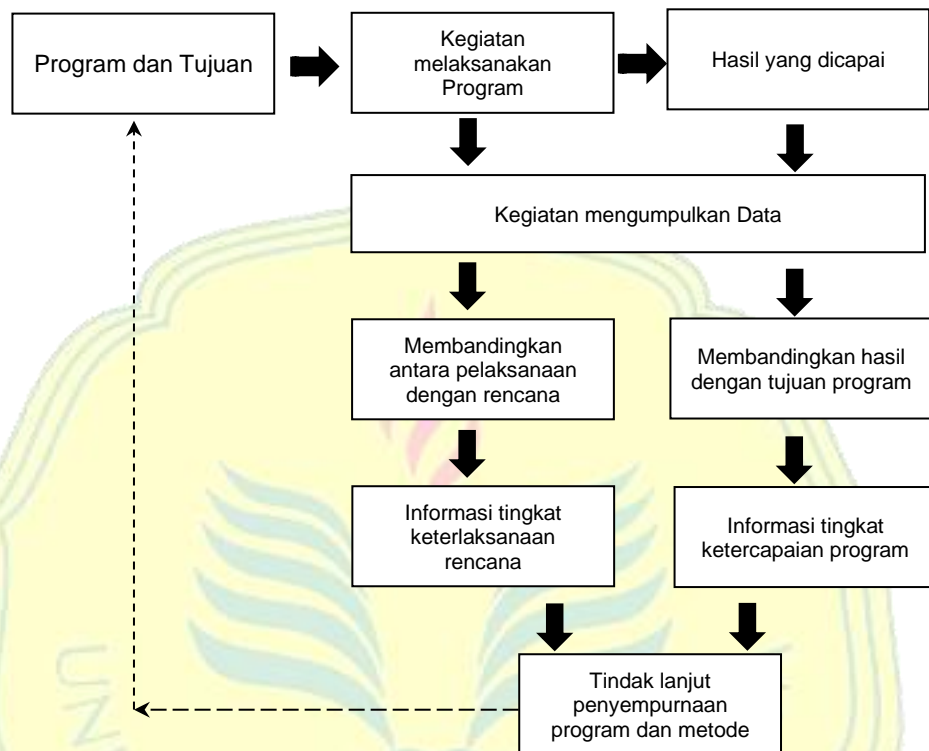 Program dan Tujuan
Kegiatan
melaksanakan
Program
Hasil yang dicapai
Kegiatan mengumpulkan Data
Membandingkan
antara pelaksanaan
dengan rencana
Membandingkan hasil
dengan tujuan program
Informasi tingkat
keterlaksanaan
rencana
Informasi tingkat
ketercapaian program
Tindak lanjut
penyempurnaan
program dan metode